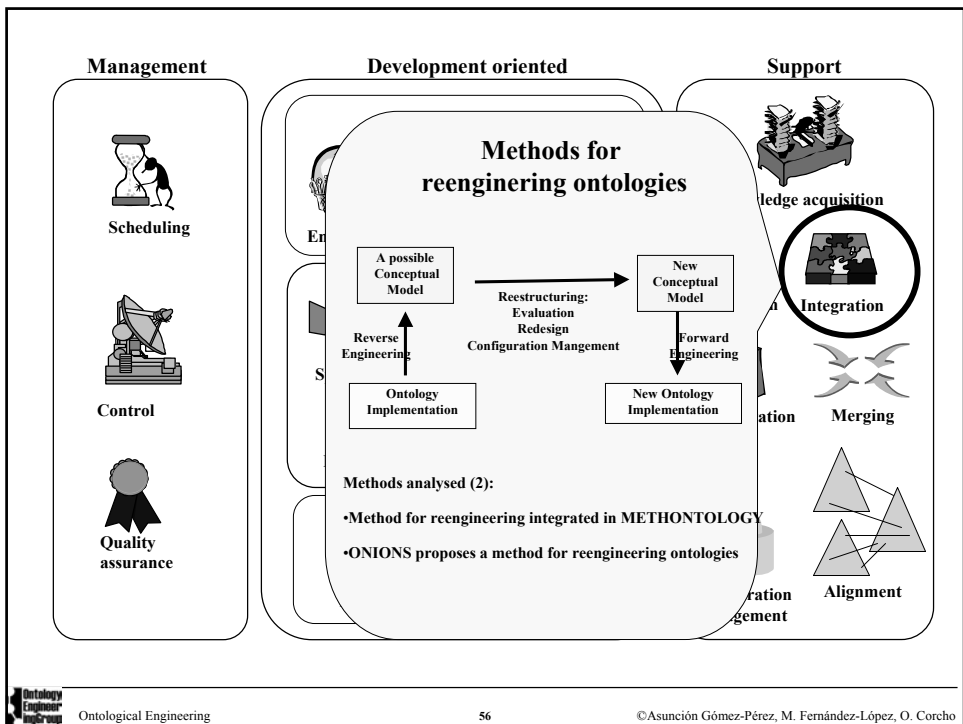 Management
Development oriented
Support
Methods for
reenginering ontologies
Scheduling
Control
Quality
assurance
En
S
A possible
Conceptual
Model
New
Conceptual
Model
Reestructuring:
Evaluation
Redesign
Configuration Mangement
Reverse
Engineering
Forward
Engineering
Ontology
Implementation
New Ontology
Implementation
Methods analysed (2):
•Method for reengineering integrated in METHONTOLOGY
•ONIONS proposes a method for reengineering ontologies
ledge acquisition
n
Integration
ation
Merging
ration
gement
Alignment
Ontology
Engineer
ingGroup
Ontological Engineering
56
©Asunción Gómez-Pérez, M. Fernández-López, O. Corcho